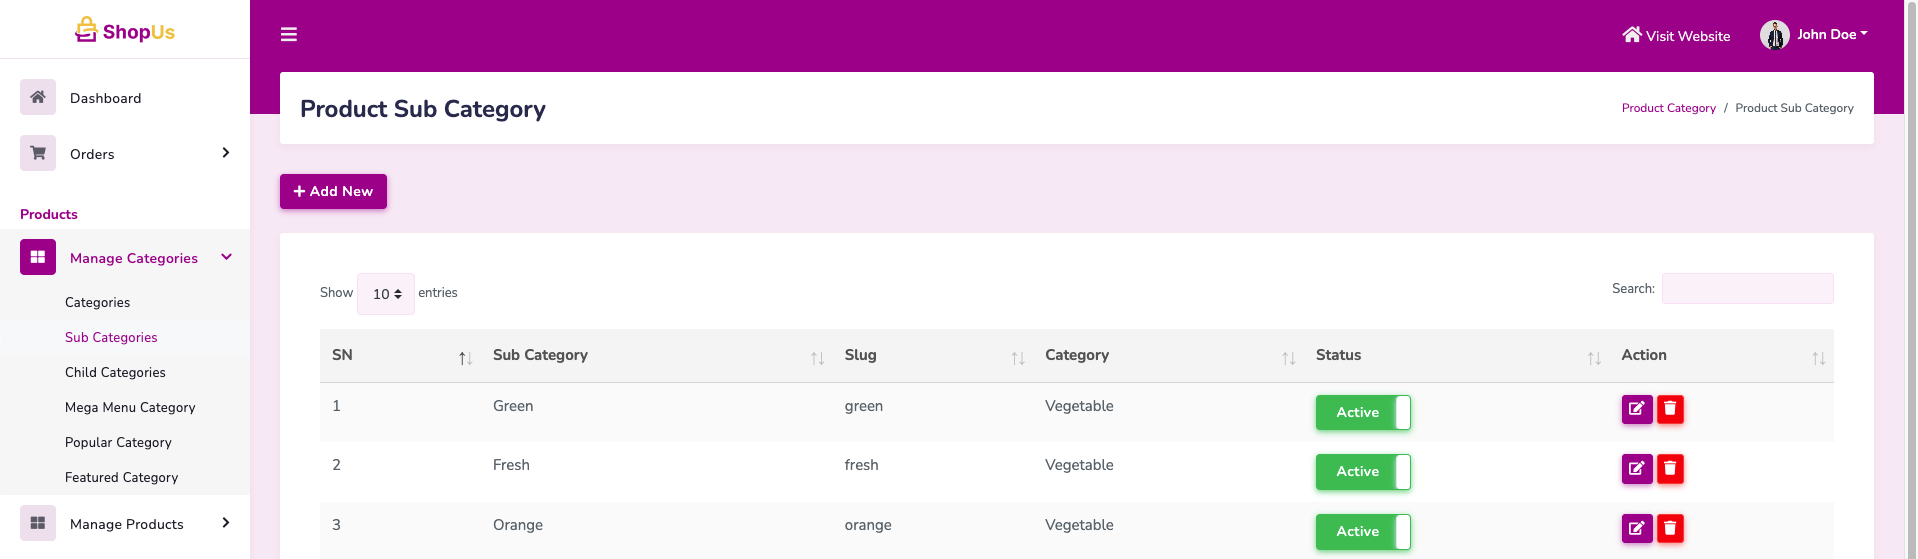 ShopUs
Visit Website
John Doe
Dashboard
Product Sub Category
Product Category / Product Sub Category
Orders
+ Add New
Products
Manage Categories
Categories
Sub Categories
Child Categories
Mega Menu Category
Popular Category
Featured Category
Manage Products
Show 10 entries
Search:
SN Sub Category Slug Category Status Action
1 Green green Vegetable Active
2 Fresh fresh Vegetable Active
3 Orange orange Vegetable Active